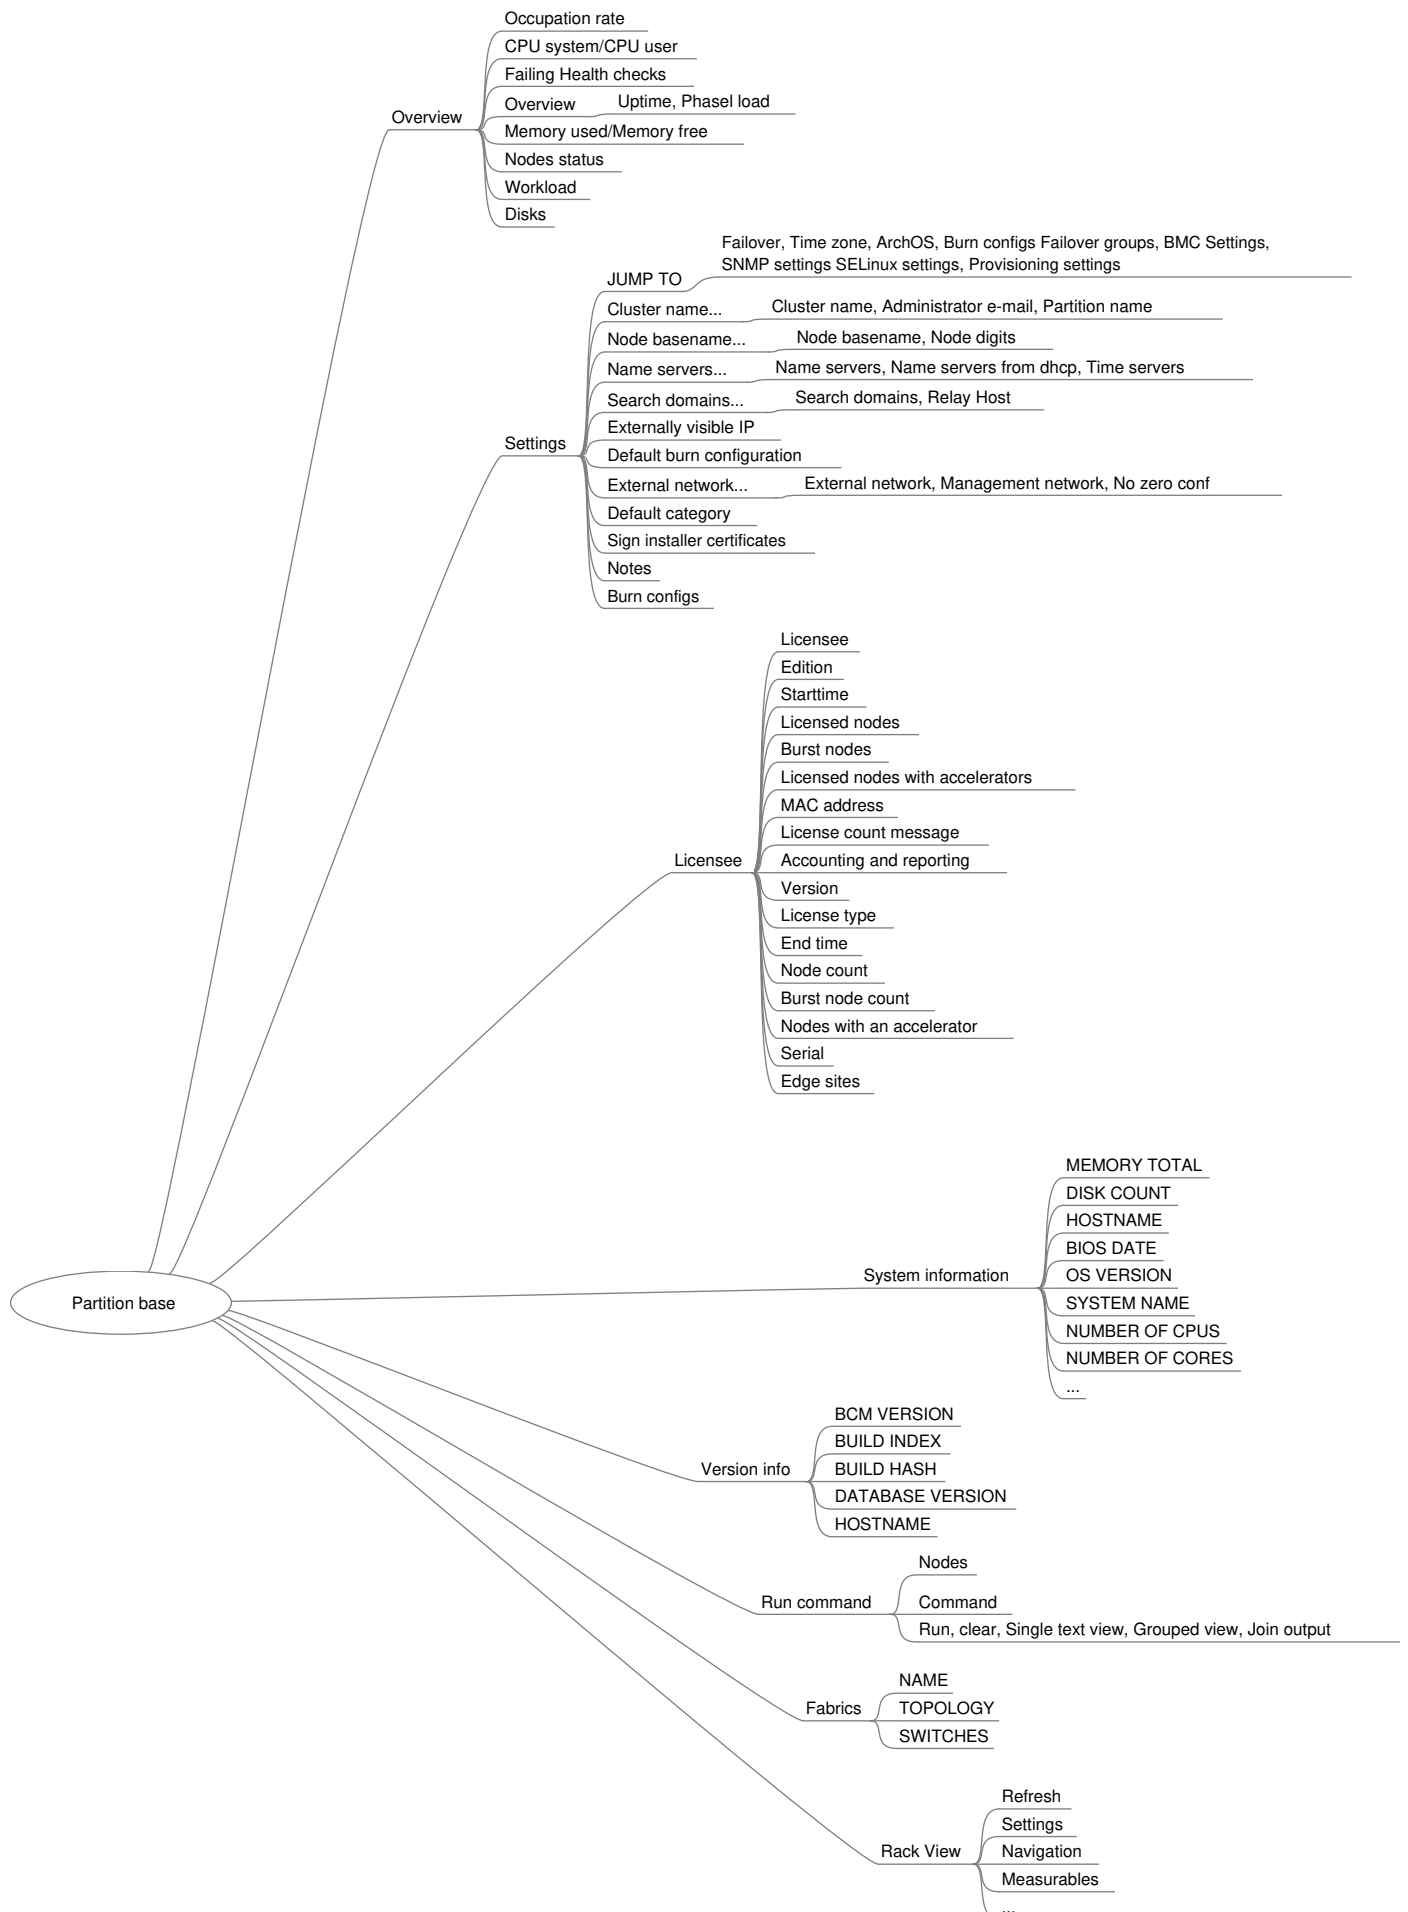 Occupation rate
CPU system/CPU user
Failing Health checks
Overview
Uptime, Phasel load
Overview
Memory used/Memory free
Nodes status
Workload
Disks
Failover, Time zone, ArchOS, Burn configs Failover groups, BMC Settings,
SNMP settings SELinux settings, Provisioning settings
JUMP TO
Cluster name...
Cluster name, Administrator e-mail, Partition name
Node basename...
Node basename, Node digits
Name servers...
Name servers, Name servers from dhcp, Time servers
Search domains...
Search domains, Relay Host
Externally visible IP
Settings
Default burn configuration
External network...
External network, Management network, No zero conf
Default category
Sign installer certificates
Notes
Burn configs
Licensee
Edition
Starttime
Licensed nodes
Burst nodes
Licensed nodes with accelerators
MAC address
License count message
Licensee
Accounting and reporting
Version
License type
End time
Node count
Burst node count
Nodes with an accelerator
Serial
Edge sites
MEMORY TOTAL
DISK COUNT
HOSTNAME
BIOS DATE
System information
OS VERSION
SYSTEM NAME
Partition base
NUMBER OF CPUS
NUMBER OF CORES
...
BCM VERSION
BUILD INDEX
Version info
BUILD HASH
DATABASE VERSION
HOSTNAME
Nodes
Run command
Command
Run, clear, Single text view, Grouped view, Join output
NAME
Fabrics
TOPOLOGY
SWITCHES
Refresh
Settings
Rack View
Navigation
Measurables
...